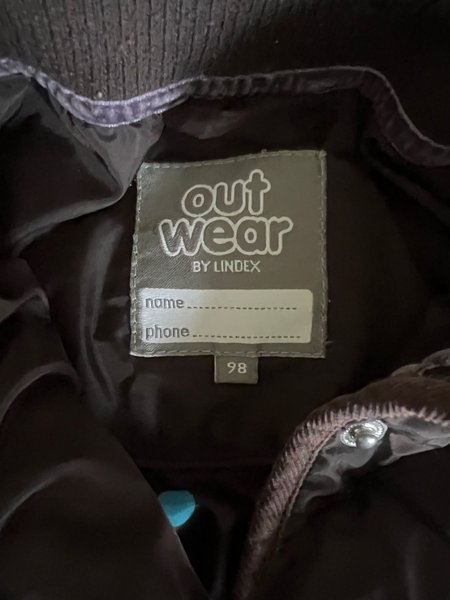 out
wear
BY LINDEX
name
phone
98